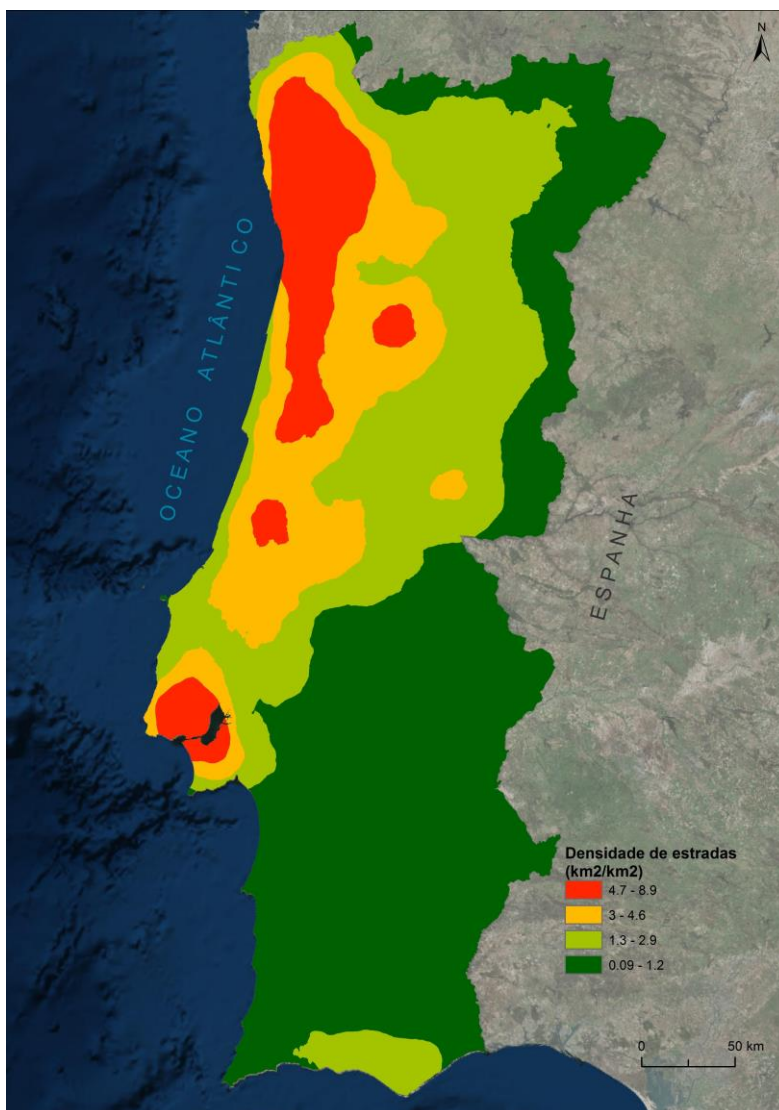 N
OCEANO ATLÂNTICO
ESPANHA
Densidade de estradas
(km2/km2)
4.7 - 8.9
3 - 4.6
1.3 - 2.9
0.09 - 1.2
0 50 km